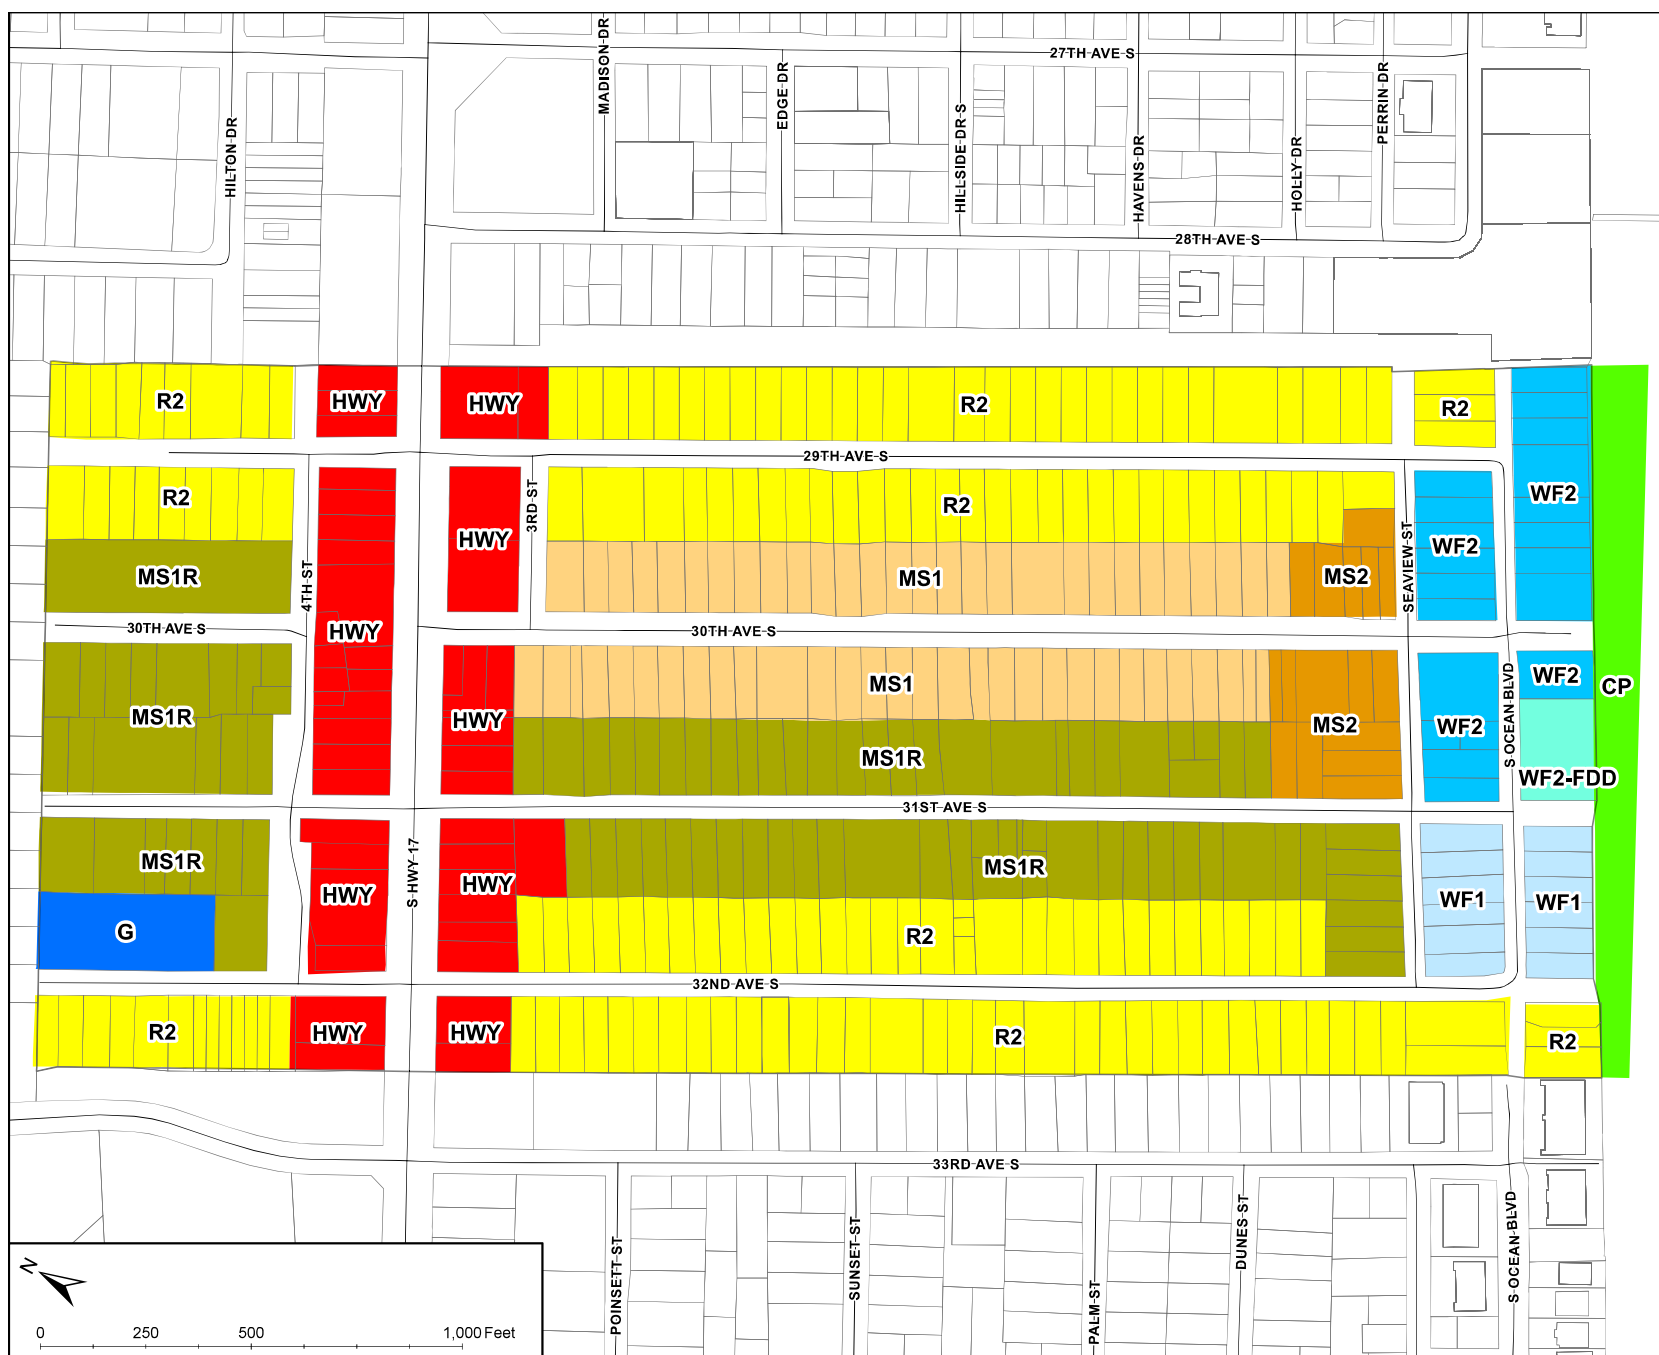 27TH AVE S
MADISON DR
EDGE DR
HILTON DR
HILLSIDE DR S
HAVENS DR
HOLLY DR
PERRIN DR
28TH AVE S
R2
HWY
HWY
R2
R2
29TH AVE S
R2
3RD ST
HWY
R2
WF2
WF2
SEAVIEW ST
MS1R
MS1
MS2
4TH ST
30TH AVE S
HWY
30TH AVE S
MS1
WF2
CP
S OCEAN BLVD
MS1R
HWY
MS2
WF2
MS1R
WF2-FDD
31ST AVE S
S HWY 17
MS1R
HWY
HWY
MS1R
WF1
WF1
G
R2
32ND AVE S
R2
HWY
HWY
R2
R2
33RD AVE S
POINSETT ST
SUNSET ST
PALM ST
DUNES ST
S OCEAN BLVD
N
0 250 500 1,000 Feet